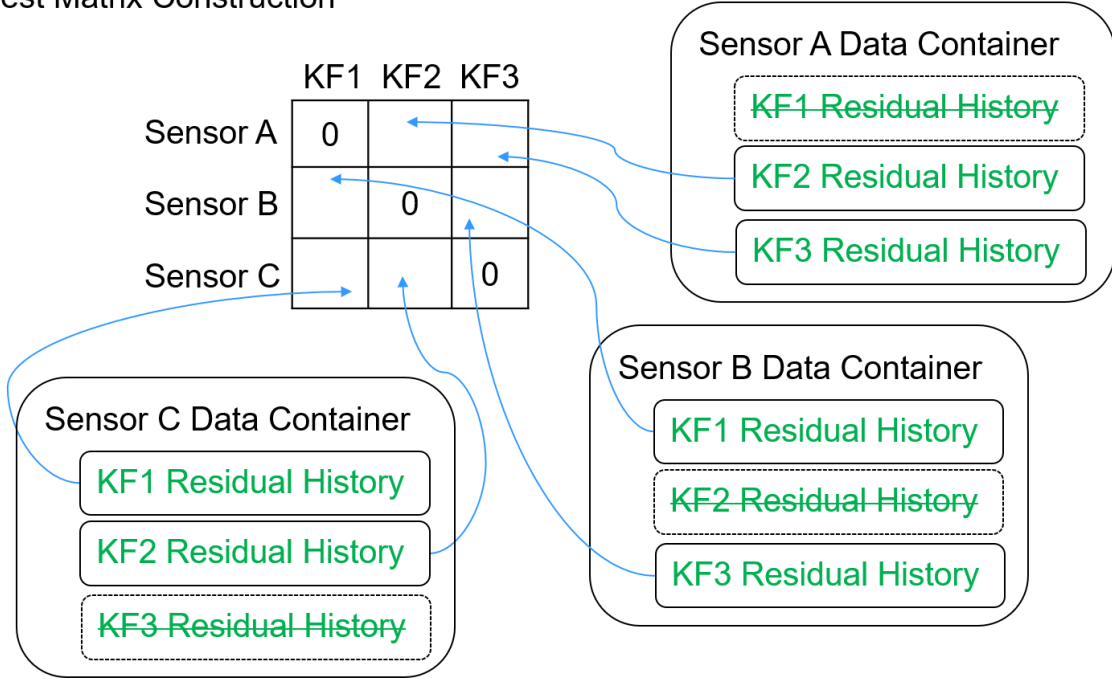 Matrix Construction
Sensor A Data Container
KF1 Residual History
KF2 Residual History
KF3 Residual History
KF1 KF2 KF3
Sensor A 0
Sensor B 0
Sensor C 0
Sensor B Data Container
KF1 Residual History
KF2 Residual History
KF3 Residual History
Sensor C Data Container
KF1 Residual History
KF2 Residual History
KF3 Residual History